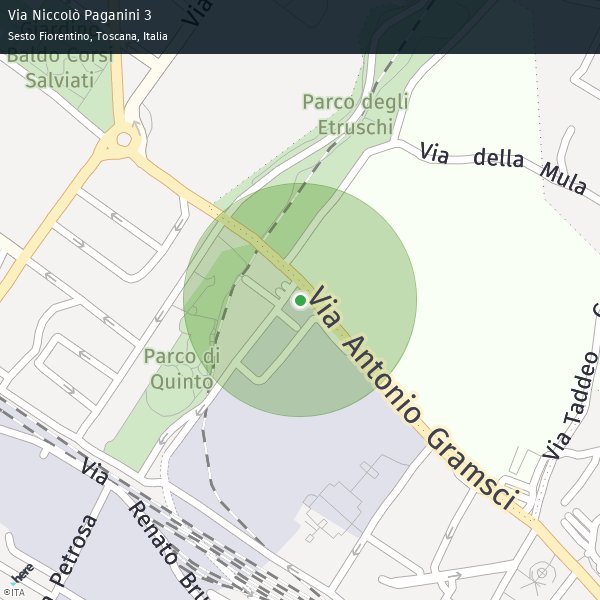 Via Niccolò Paganini 3
Sesto Fiorentino, Toscana, Italia
Via
Giardino
Baldo Corsi
Salviati
Parco degli
Etruschi
Via della Mula
Via Antonio Gramsci
Parco di
Quinto
Via Taddeo
Via Renato Bru
Petrosa
here
©ITA